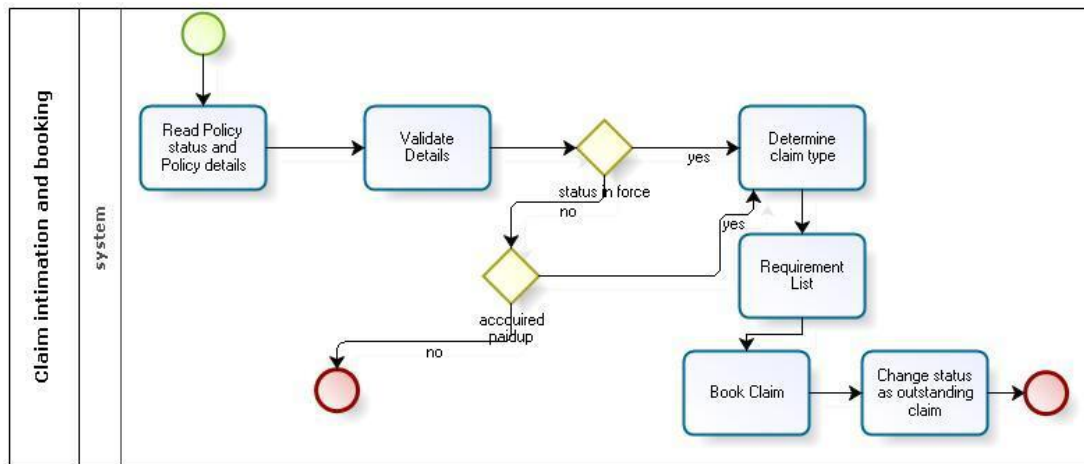 Claim intimation and booking
system
Read Policy
status and
Policy details
Validate
Details
status in force
yes
no
Determine
claim type
accquired
paidup
yes
no
Requirement
List
Book Claim
Change status
as outstanding
claim